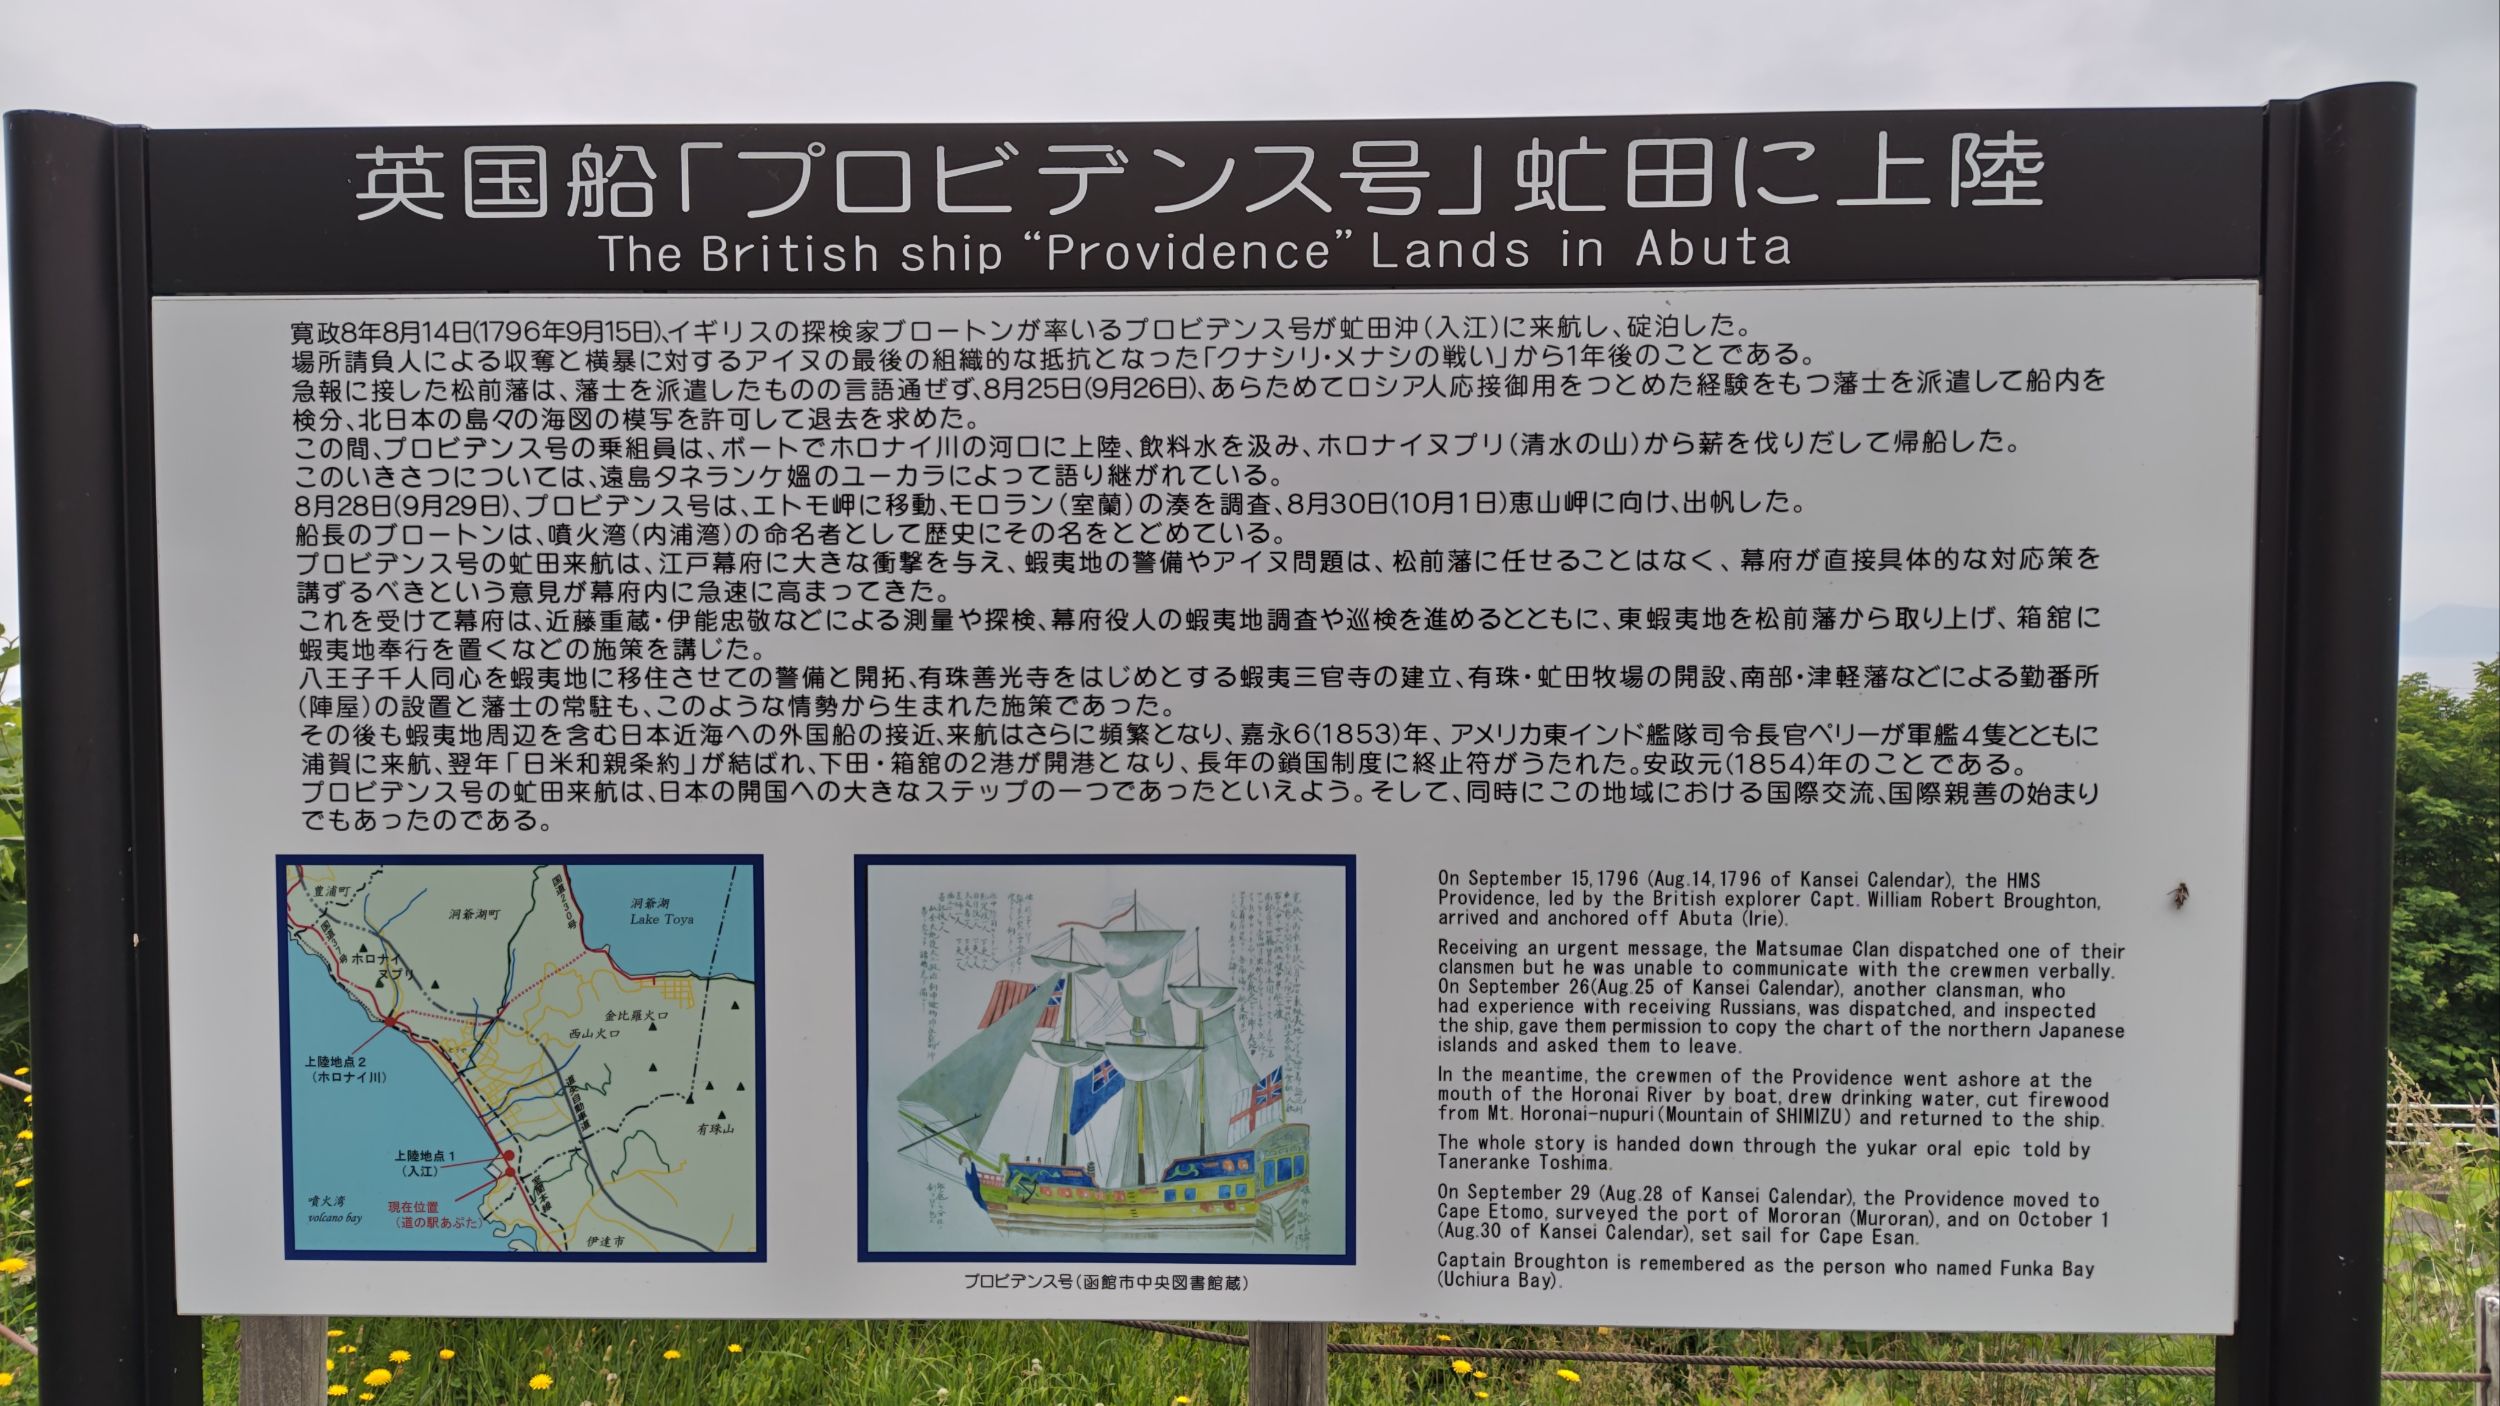 英国船「プロビデンス号」虻田に上陸
The British ship “Providence” Lands in Abuta
寛政8年8月14日(1796年9月15日)、イギリスの探検家ブロートンが率いるプロビデンス号が虻田沖(入江)に来航し、碇泊した。
場所請負人による収奪と横暴に対するアイヌの最後の組織的な抵抗となった「クナシリ・メナシの戦い」から1年後のことである。
急報に接した松前藩は、藩士を派遣したものの言語通ぜず、8月25日(9月26日)、あらためてロシア人応接御用をつとめた経験をもつ藩士を派遣して船内を
検分、北日本の島々の海図の模写を許可して退去を求めた。
この間、プロビデンス号の乗組員は、ボートでホロナイ川の河口に上陸、飲料水を汲み、ホロナイヌプリ(清水の山)から薪を伐りだして帰船した。
このいきさつについては、遠島タネランケ媼のユーカラによって語り継がれている。
8月28日(9月29日)、プロビデンス号は、エトモ岬に移動、モロラン(室蘭)の湊を調査、8月30日(10月1日)恵山岬に向け、出帆した。
船長のブロートンは、噴火湾(内浦湾)の命名者として歴史にその名をとどめている。
プロビデンス号の虻田来航は、江戸幕府に大きな衝撃を与え、蝦夷地の警備やアイヌ問題は、松前藩に任せることはなく、幕府が直接具体的な対応策を
講ずるべきという意見が幕府内に急速に高まってきた。
これを受けて幕府は、近藤重蔵・伊能忠敬などによる測量や探検、幕府役人の蝦夷地調査や巡検を進めるとともに、東蝦夷地を松前藩から取り上げ、箱舘に
蝦夷地奉行を置くなどの施策を講じた。
八王子千人同心を蝦夷地に移住させての警備と開拓、有珠善光寺をはじめとする蝦夷三官寺の建立、有珠・虻田牧場の開設、南部・津軽藩などによる勤番所
(陣屋)の設置と藩士の常駐も、このような情勢から生まれた施策であった。
その後も蝦夷地周辺を含む日本近海への外国船の接近、来航はさらに頻繁となり、嘉永6(1853)年、アメリカ東インド艦隊司令長官ペリーが軍艦4隻とともに
浦賀に来航、翌年「日米和親条約」が結ばれ、下田・箱舘の2港が開港となり、長年の鎖国制度に終止符がうたれた。安政元(1854)年のことである。
プロビデンス号の虻田来航は、日本の開国への大きなステップの一つであったといえよう。そして、同時にこの地域における国際交流、国際親善の始まり
でもあったのである。
豊浦町
洞爺湖町
国道230号
洞爺湖
Lake Toya
国道37号
ホロナイ
ヌプリ
金比羅火口
西山火口
上陸地点2
(ホロナイ川)
道央自動車道
有珠山
上陸地点1
(入江)
現在位置
(道の駅あぷた)
室蘭本線
噴火湾
volcano bay
伊達市
プロビデンス号(函館市中央図書館蔵)
On September 15,1796 (Aug.14,1796 of Kansei Calendar), the HMS
Providence, led by the British explorer Capt. William Robert Broughton,
arrived and anchored off Abuta (Irie).
Receiving an urgent message, the Matsumae Clan dispatched one of their
clansmen but he was unable to communicate with the crewmen verbally.
On September 26(Aug.25 of Kansei Calendar), another clansman, who
had experience with receiving Russians, was dispatched, and inspected
the ship, gave them permission to copy the chart of the northern Japanese
islands and asked them to leave.
In the meantime, the crewmen of the Providence went ashore at the
mouth of the Horonai River by boat, drew drinking water, cut firewood
from Mt. Horonai-nupuri(Mountain of SHIMIZU) and returned to the ship.
The whole story is handed down through the yukar oral epic told by
Taneranke Toshima.
On September 29 (Aug.28 of Kansei Calendar), the Providence moved to
Cape Etomo, surveyed the port of Mororan (Muroran), and on October 1
(Aug.30 of Kansei Calendar), set sail for Cape Esan.
Captain Broughton is remembered as the person who named Funka Bay
(Uchiura Bay).